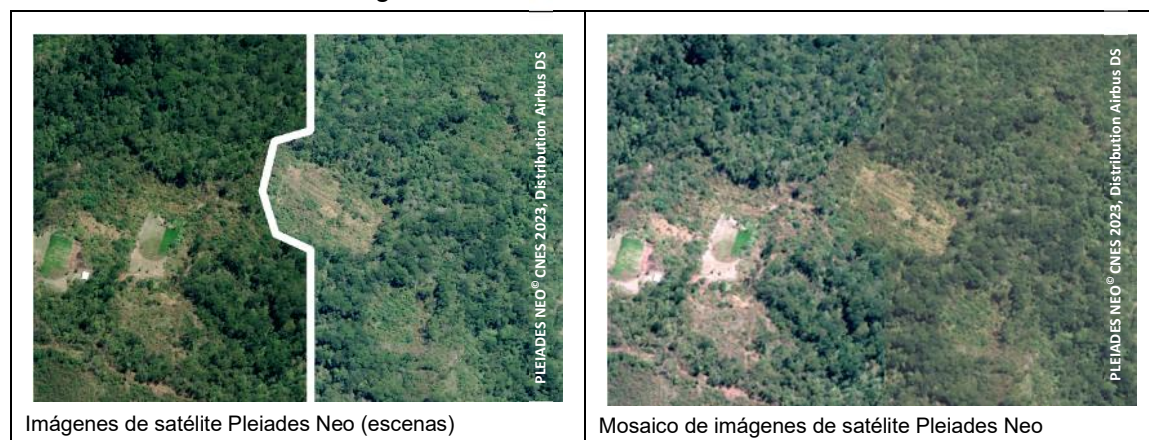 PLEIADES NEO© CNES 2023, Distribution Airbus DS
PLEIADES NEO© CNES 2023, Distribution Airbus DS
Imágenes de satélite Pleiades Neo (escenas)
Mosaico de imágenes de satélite Pleiades Neo